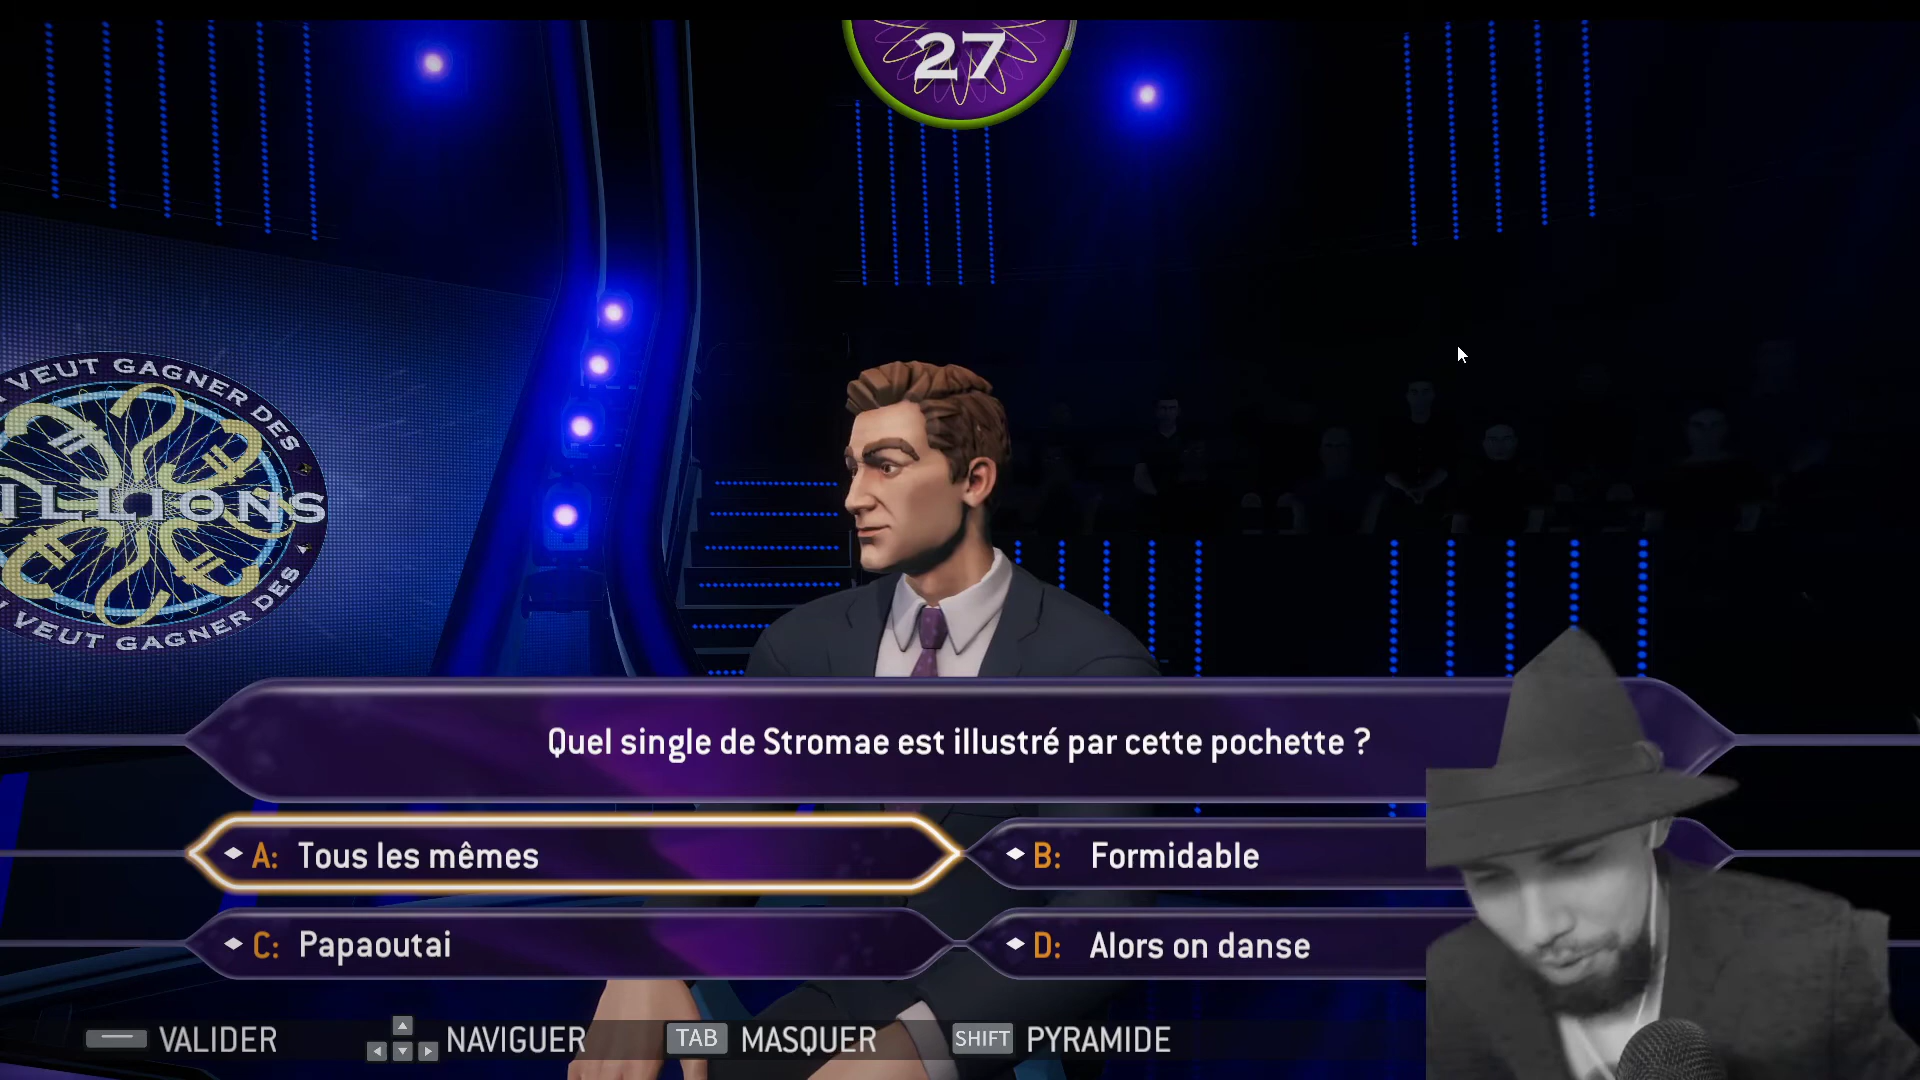 27
VEUT GAGNER DES
ILLIONS
VEUT GAGNER DES
Quel single de Stromae est illustré par cette pochette ?
A: Tous les mêmes
B: Formidable
C: Papaoutai
D: Alors on danse
VALIDER
NAVIGUER
TAB MASQUER
SHIFT PYRAMIDE